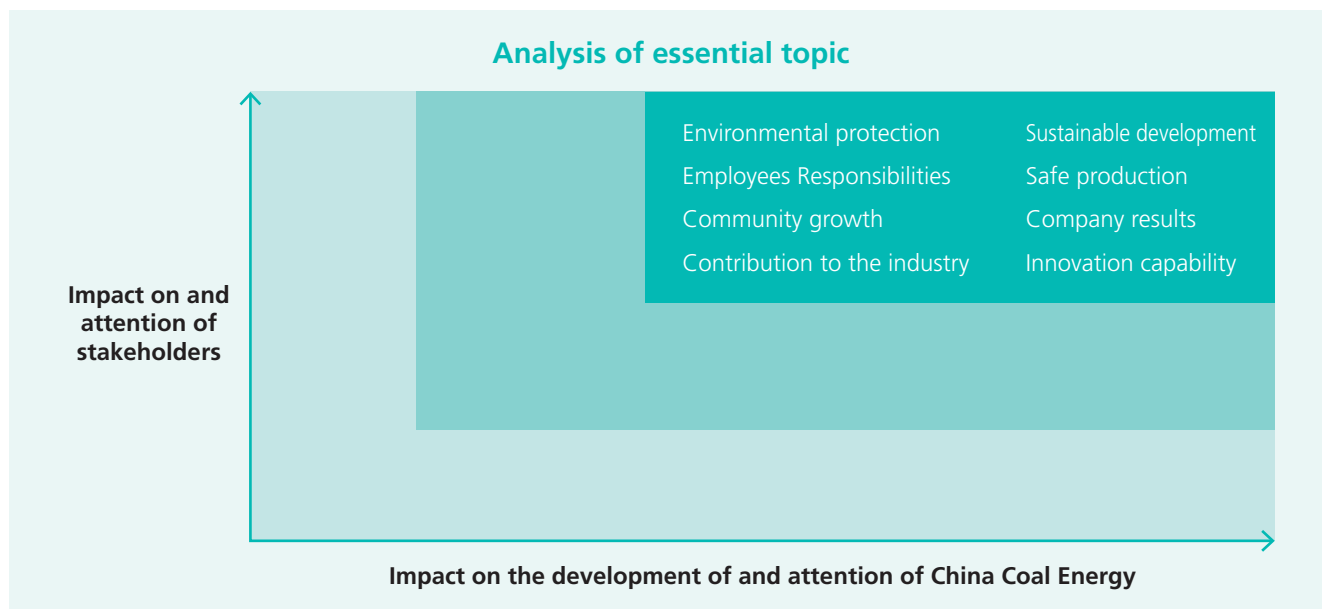 Analysis of essential topic
Environmental protection
Sustainable development
Employees Responsibilities
Safe production
Community growth
Company results
Contribution to the industry
Innovation capability
Impact on and
attention of
stakeholders
Impact on the development of and attention of China Coal Energy